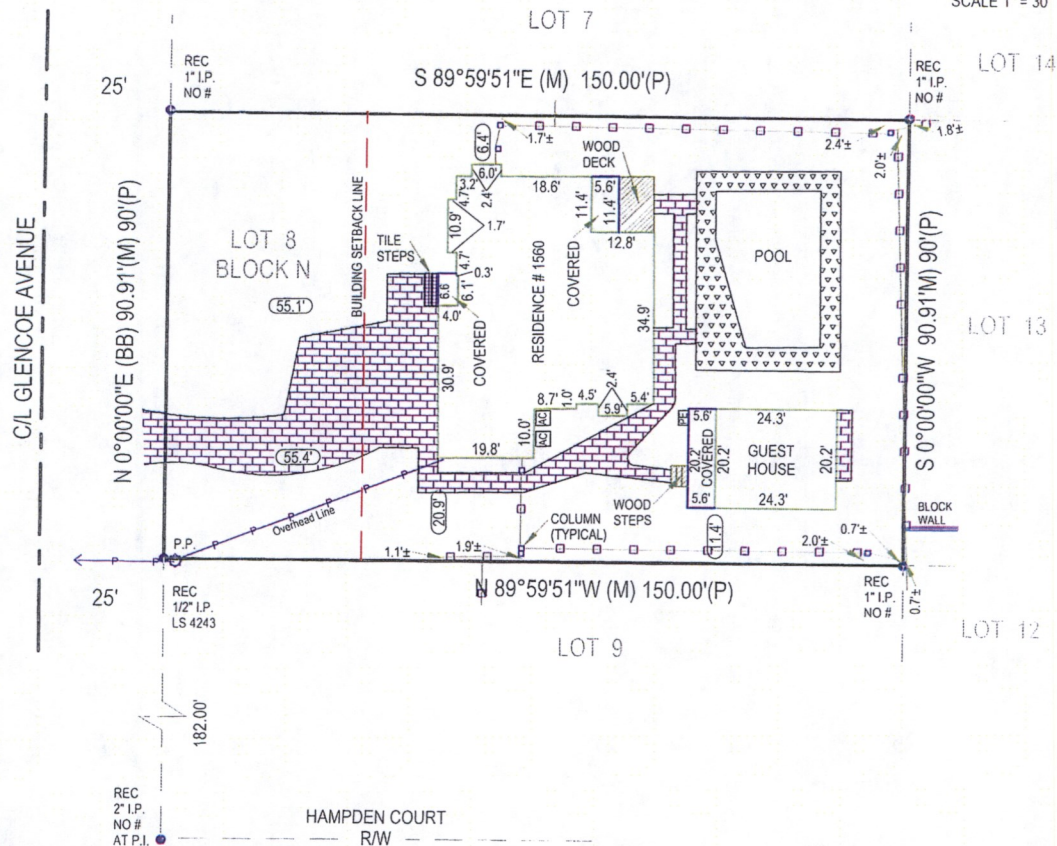 SCALE 1" = 30'
LOT 7
LOT 14
REC
1" I.P.
NO #
25'
S 89°59'51"E (M) 150.00'(P)
REC
1" I.P.
NO #
1.8'±
1.7'±
2.4'±
2.0'±
6.4'
WOOD
DECK
6.0'
3.2'
2.4'
4.7'
18.6'
5.6'
11.4'
11.4'
12.8'
10.9'
1.7'
4.7'
0.3'
6.1'
6.6
4.0'
C/L GLENCOE AVENUE
N 0°00'00"E (BB) 90.91'(M) 90'(P)
LOT 8
BLOCK N
BUILDING SETBACK LINE
TILE
STEPS
55.1'
COVERED
COVERED
RESIDENCE # 1560
34.9'
30.9'
POOL
S 0°00'00"W 90.91'M) 90'(P)
LOT 13
8.7'
1.0'
4.5'
2.4'
5.9'
5.4'
10.0'
AC
AC
19.8'
55.4'
PE
5.6'
24.3'
20.2'
COVERED
20.2'
GUEST
HOUSE
20.2'
5.6'
24.3'
WOOD
STEPS
BLOCK
WALL
P P P P P
Overhead Line
20.9'
COLUMN
(TYPICAL)
11.4'
0.7'±
2.0'±
0.7'±
1.1'±
1.9'±
P.P.
P P
25'
N 89°59'51"W (M) 150.00'(P)
REC
1/2" I.P.
LS 4243
REC
1" I.P.
NO #
LOT 9
LOT 12
182.00'
REC
2" I.P.
NO #
AT P.I.
HAMPDEN COURT
R/W